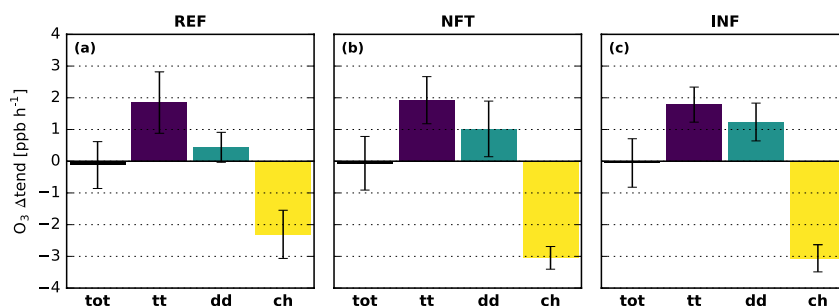 REF NFT INF
(a) (b) (c)
O₃ Δtend [ppb h⁻¹]
4
3
2
1
0
−1
−2
−3
−4
tot tt dd ch tot tt dd ch tot tt dd ch